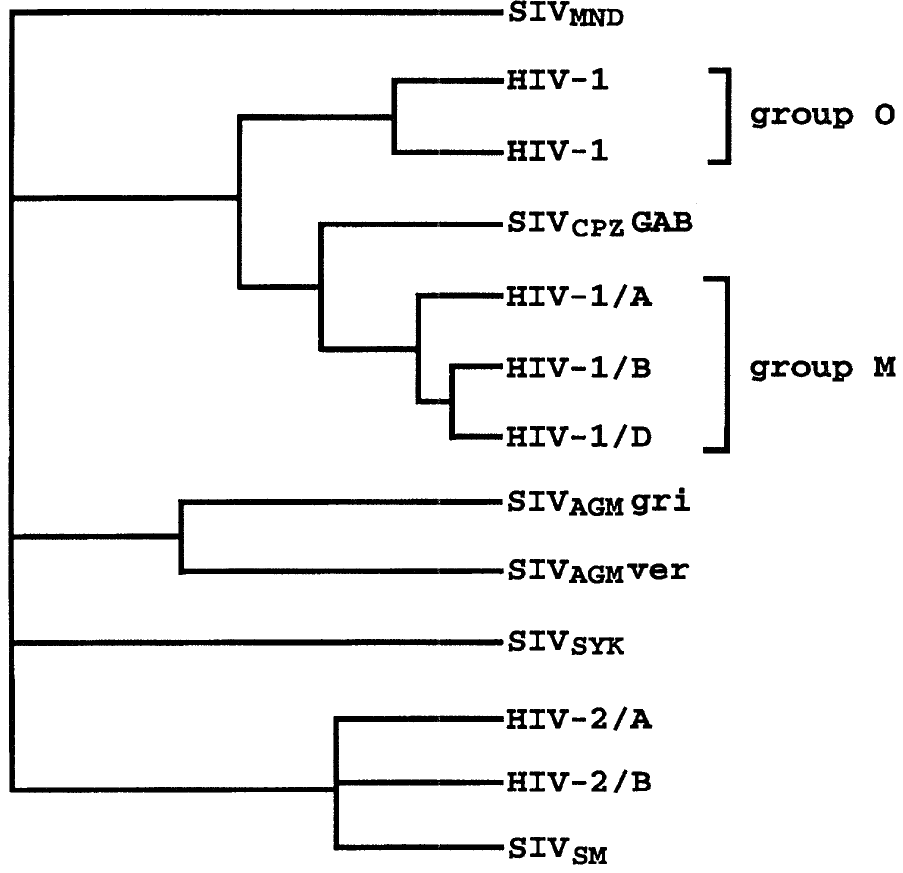 SIVMND
HIV-1
group O
HIV-1
SIVCPZ GAB
HIV-1/A
HIV-1/B
group M
HIV-1/D
SIVAGM gri
SIVAGM ver
SIVSYK
HIV-2/A
HIV-2/B
SIVSM